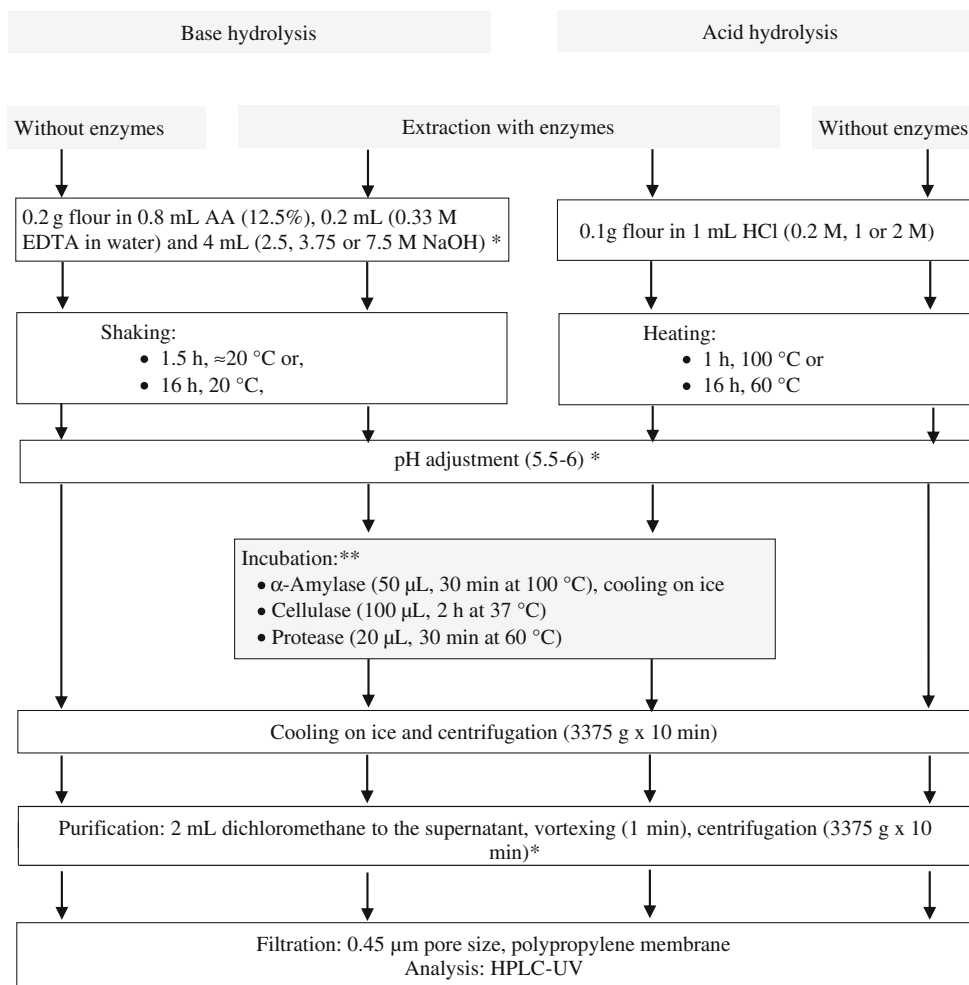 Base hydrolysis
Acid hydrolysis
Without enzymes
Extraction with enzymes
Without enzymes
0.2 g flour in 0.8 mL AA (12.5%), 0.2 mL (0.33 M
EDTA in water) and 4 mL (2.5, 3.75 or 7.5 M NaOH) *
0.1g flour in 1 mL HCl (0.2 M, 1 or 2 M)
Shaking:
• 1.5 h, ≈20 °C or,
• 16 h, 20 °C,
Heating:
• 1 h, 100 °C or
• 16 h, 60 °C
pH adjustment (5.5-6) *
Incubation:**
• α-Amylase (50 µL, 30 min at 100 °C), cooling on ice
• Cellulase (100 µL, 2 h at 37 °C)
• Protease (20 µL, 30 min at 60 °C)
Cooling on ice and centrifugation (3375 g x 10 min)
Purification: 2 mL dichloromethane to the supernatant, vortexing (1 min), centrifugation (3375 g x 10
min)*
Filtration: 0.45 µm pore size, polypropylene membrane
Analysis: HPLC-UV